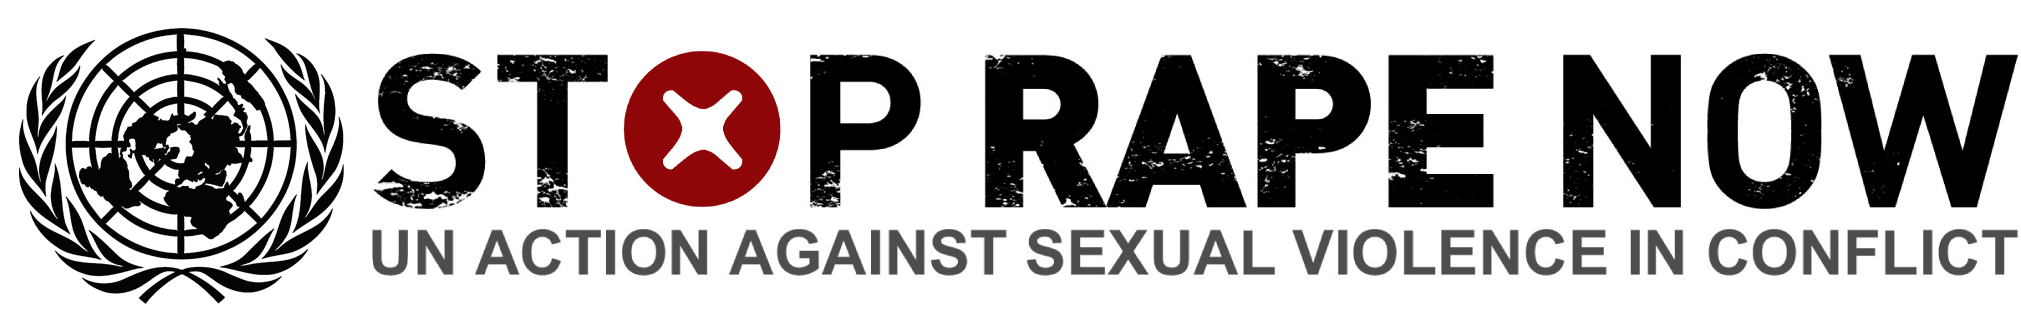 STOP RAPE NOW
UN ACTION AGAINST SEXUAL VIOLENCE IN CONFLICT